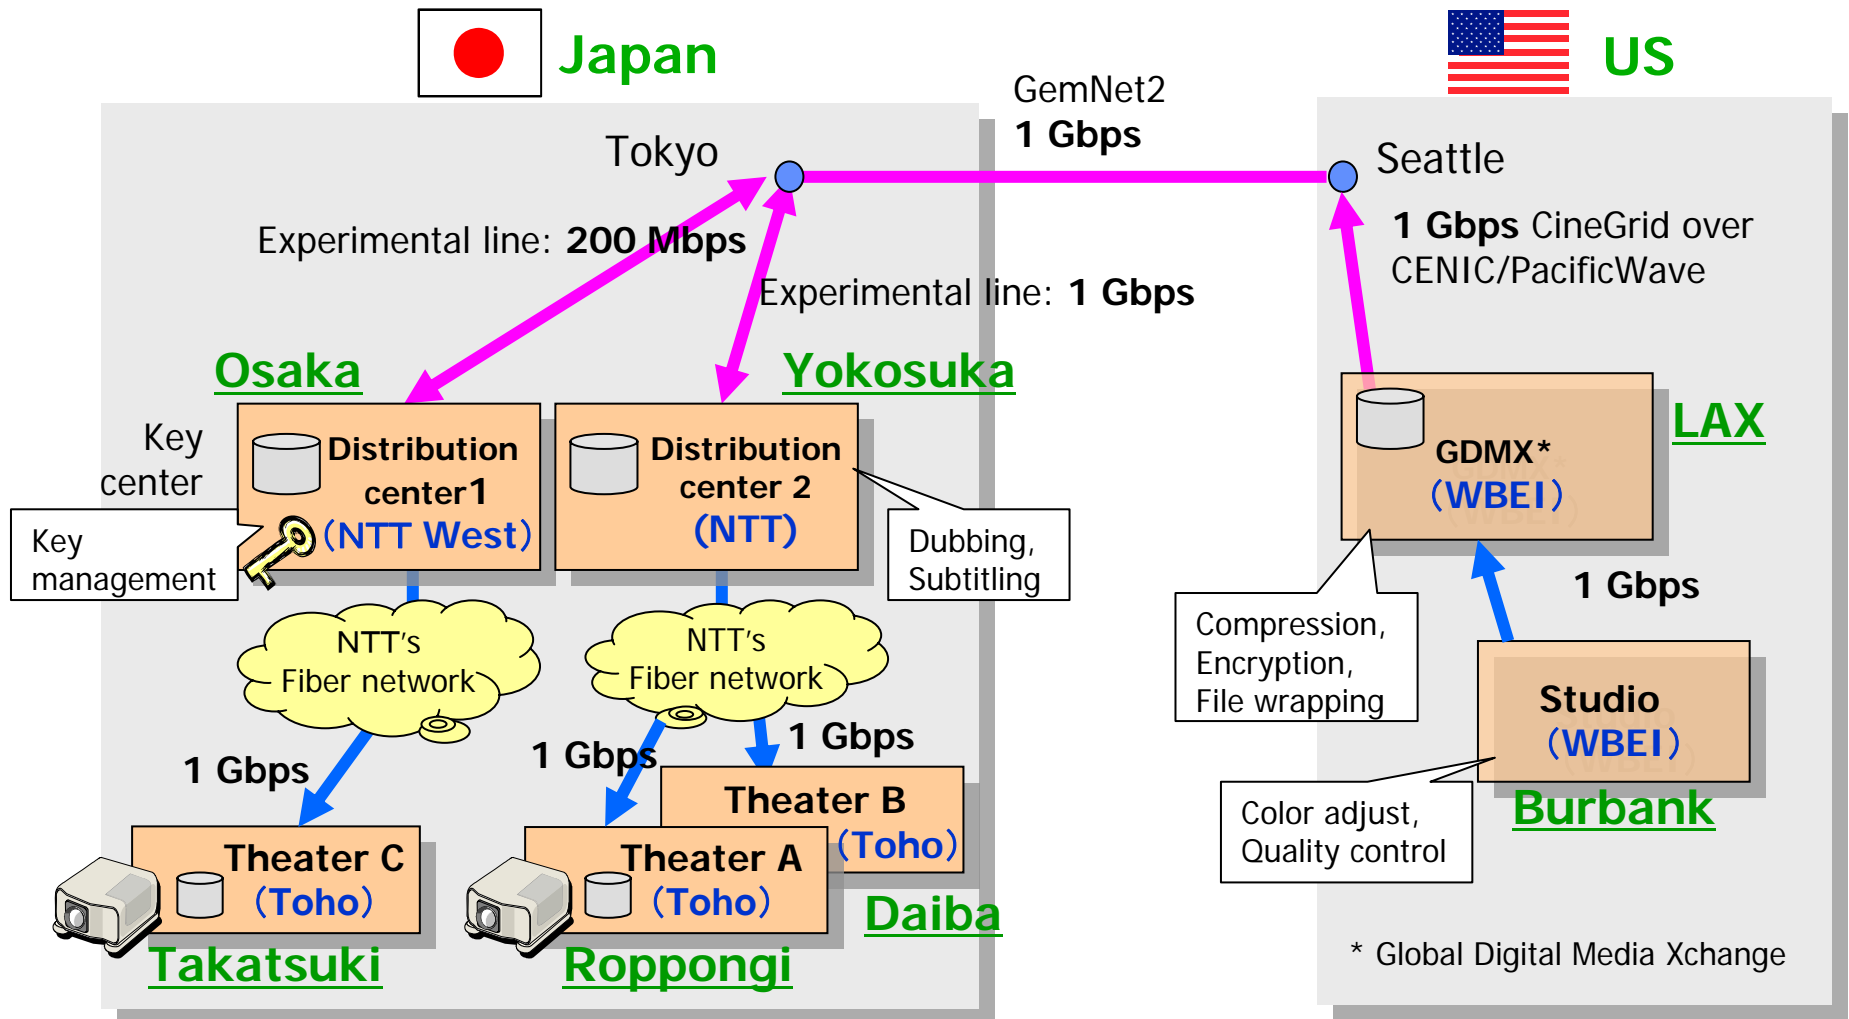 Japan
US
GemNet2
1 Gbps
Tokyo
Seattle
Experimental line: 200 Mbps
1 Gbps CineGrid over
CENIC/PacificWave
Experimental line: 1 Gbps
Osaka
Yokosuka
LAX
Key
center
Distribution
center1
(NTT West)
Distribution
center 2
(NTT)
GDMX*
(WBEI)
Key
management
Dubbing,
Subtitling
1 Gbps
NTT's
Fiber network
NTT's
Fiber network
Compression,
Encryption,
File wrapping
Studio
(WBEI)
1 Gbps
1 Gbps
1 Gbps
Theater B
(Toho)
Burbank
Color adjust,
Quality control
Theater C
(Toho)
Theater A
(Toho)
Daiba
Takatsuki
Roppongi
* Global Digital Media Xchange